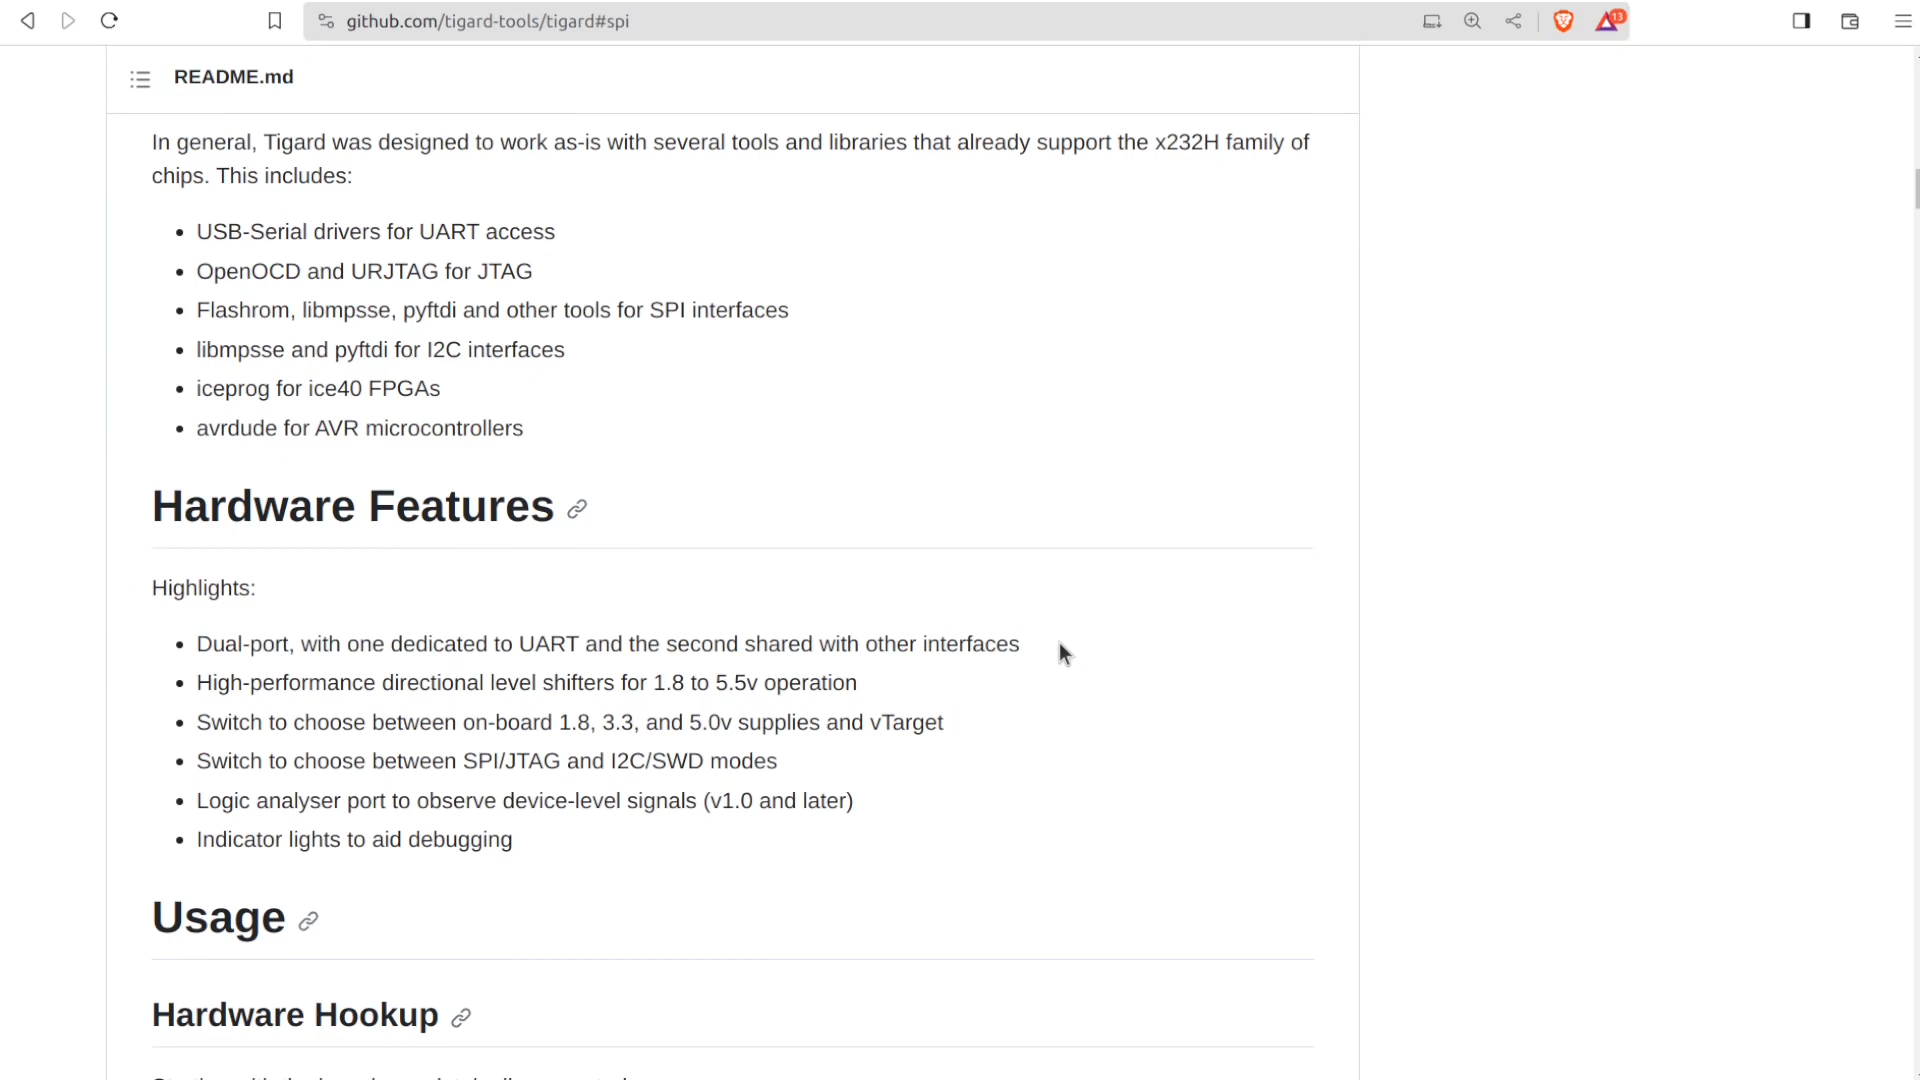 github.com/tigard-tools/tigard#spi
13
README.md
In general, Tigard was designed to work as-is with several tools and libraries that already support the x232H family of
chips. This includes:
• USB-Serial drivers for UART access
• OpenOCD and URJTAG for JTAG
• Flashrom, libmpsse, pyftdi and other tools for SPI interfaces
• libmpsse and pyftdi for I2C interfaces
• iceprog for ice40 FPGAs
• avrdude for AVR microcontrollers
Hardware Features
Highlights:
• Dual-port, with one dedicated to UART and the second shared with other interfaces
• High-performance directional level shifters for 1.8 to 5.5v operation
• Switch to choose between on-board 1.8, 3.3, and 5.0v supplies and vTarget
• Switch to choose between SPI/JTAG and I2C/SWD modes
• Logic analyser port to observe device-level signals (v1.0 and later)
• Indicator lights to aid debugging
Usage
Hardware Hookup